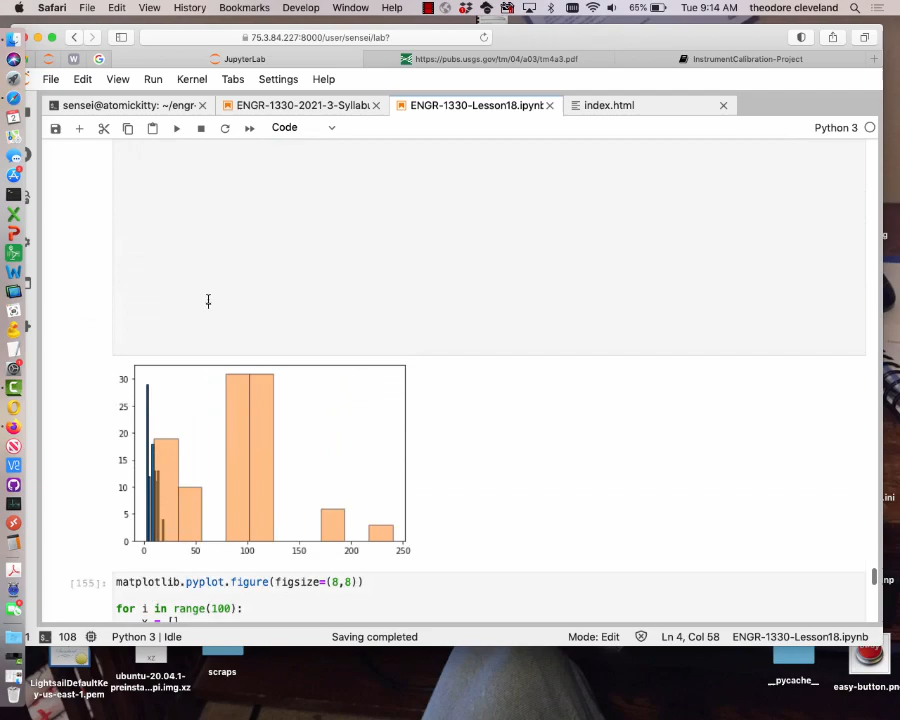 Safari File Edit View History Bookmarks Develop Window Help 65% Tue 9:14 AM theodore cleveland
75.3.84.227:8000/user/sensei/lab?
JupyterLab https://pubs.usgs.gov/tm/04/a03/tm4a3.pdf InstrumentCalibration-Project
File Edit View Run Kernel Tabs Settings Help
sensei@atomickitty: ~/engr- ENGR-1330-2021-3-Syllabu ENGR-1330-Lesson18.ipynb index.html
Code Python 3
30
25
20
15
10
5
0
0 50 100 150 200 250
[155]: matplotlib.pyplot.figure(figsize=(8,8))
for i in range(100):
1 108 Python 3 | Idle Saving completed Mode: Edit Ln 4, Col 58 ENGR-1330-Lesson18.ipynb
LightsailDefaultKe
y-us-east-1.pem
xz
ubuntu-20.04.1-
preinsta...pi.img.xz
scraps
__pycache__
easy-button.pn